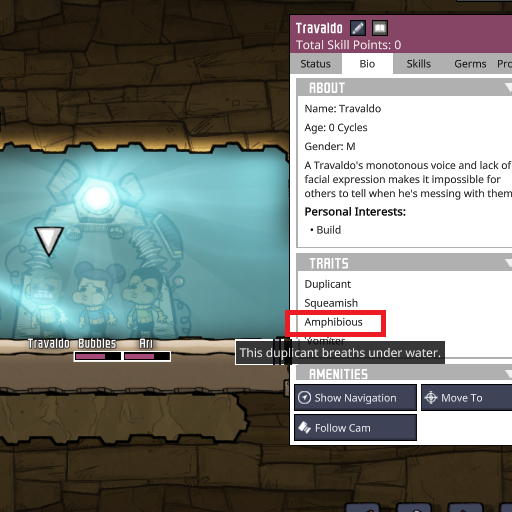 Travaldo
Total Skill Points: 0
Status Bio Skills Germs Pro
ABOUT
Name: Travaldo
Age: 0 Cycles
Gender: M
A Travaldo's monotonous voice and lack of
facial expression makes it impossible for
others to tell when he's messing with them
Personal Interests:
• Build
TRAITS
Duplicant
Squeamish
Amphibious
Vomiter
This duplicant breaths under water.
AMENITIES
Show Navigation
Move To
Follow Cam
Travaldo Bubbles Ari